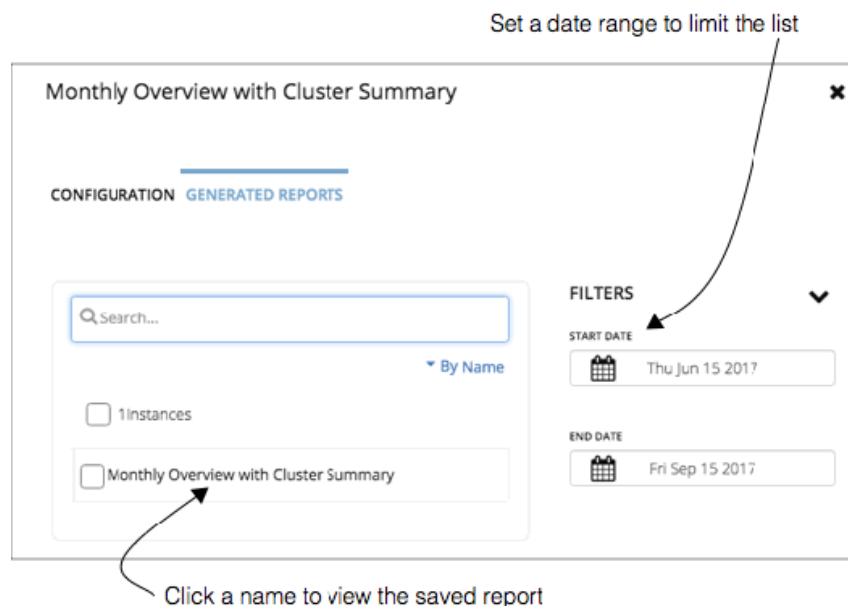 Set a date range to limit the list
Monthly Overview with Cluster Summary
CONFIGURATION GENERATED REPORTS
Search...
By Name
1Instances
Monthly Overview with Cluster Summary
FILTERS
START DATE
Thu Jun 15 2017
END DATE
Fri Sep 15 2017
Click a name to view the saved report